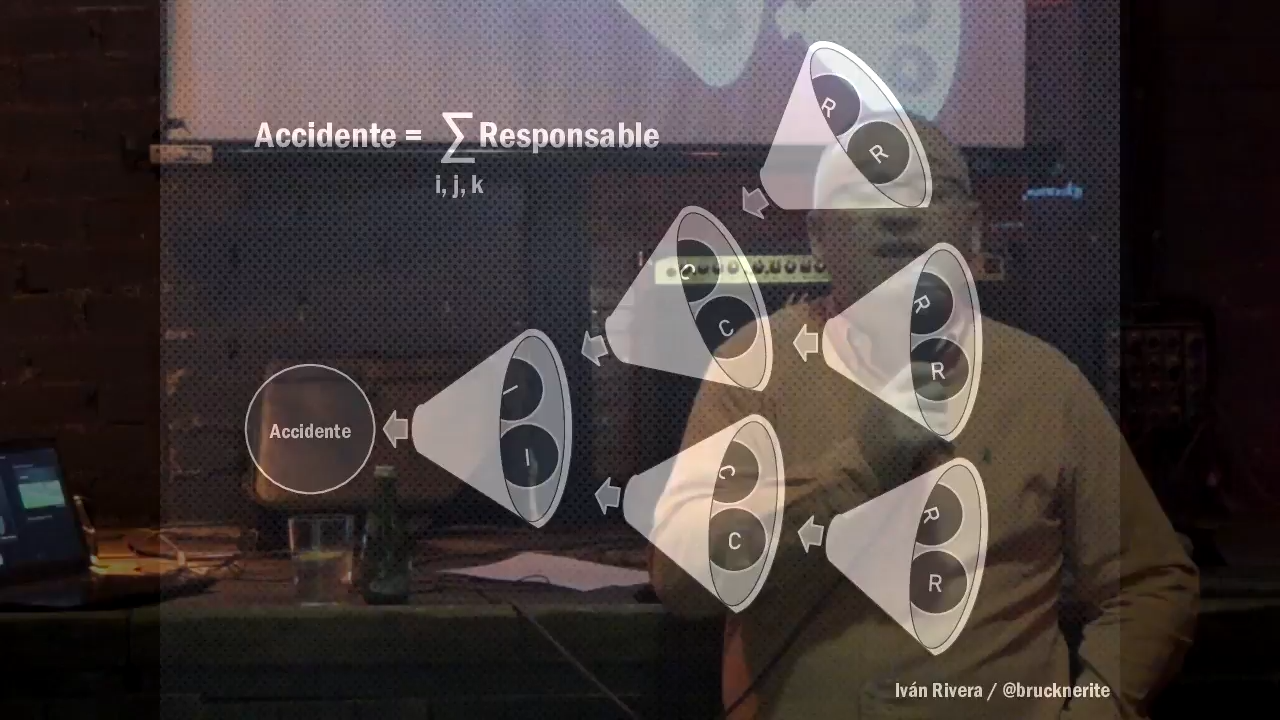 Accidente = ∑ Responsable
i, j, k
R
R
C
C
R
R
I
I
Accidente
C
C
R
R
Iván Rivera / @brucknerite